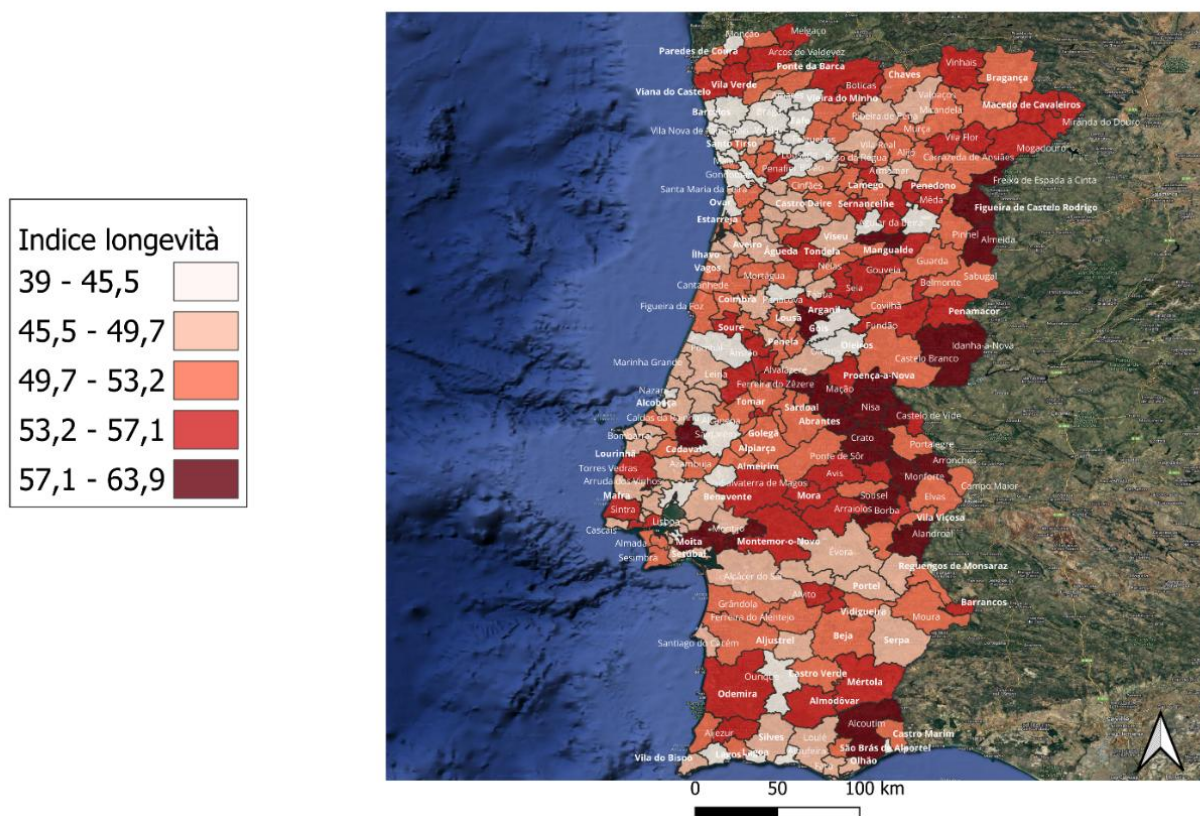 Indice longevità
39 - 45,5
45,5 - 49,7
49,7 - 53,2
53,2 - 57,1
57,1 - 63,9
Monção
Melgaço
Paredes de Coura
Arcos de Valdevez
Ponte da Barca
Vinhais
Chaves
Bragança
Vila Verde
Viana do Castelo
Boticas
Vieira do Minho
Valpaços
Macedo de Cavaleiros
Mirandela
Ribeira de Pena
Miranda do Douro
Murça
Santo Tirso
Vila Real
Vila Flor
Alijó
Mogadouro
Carrazeda de Ansiães
Armamar
Santa Maria da Feira
Cinfães
Penedono
Ovar
Castro Daire
Sernancelhe
Mêda
Figueira de Castelo Rodrigo
Estarreja
Aveiro
Viseu
Pinhel
Almeida
Ílhavo
Águeda
Tondela
Mangualde
Vagos
Nelas
Gouveia
Guarda
Mortágua
Seia
Sabugal
Cantanhede
Belmonte
Coimbra
Figueira da Foz
Covilhã
Lousã
Arganil
Penamacor
Soure
Góis
Fundão
Penela
Oleiros
Idanha-a-Nova
Marinha Grande
Castelo Branco
Leiria
Alvaiázere
Proença-a-Nova
Ferreira do Zêzere
Mação
Alcobaça
Tomar
Sardoal
Nisa
Abrantes
Castelo de Vide
Golegã
Crato
Portalegre
Lourinhã
Cadaval
Alpiarça
Ponte de Sôr
Arronches
Torres Vedras
Azambuja
Almeirim
Avis
Monforte
Arruda dos Vinhos
Salvaterra de Magos
Campo Maior
Mafra
Benavente
Mora
Sousel
Elvas
Sintra
Arraiolos
Borba
Lisboa
Vila Viçosa
Cascais
Montijo
Almada
Moita
Montemor-o-Novo
Alandroal
Sesimbra
Setúbal
Évora
Reguengos de Monsaraz
Alcácer do Sal
Portel
Alvito
Grândola
Vidigueira
Barrancos
Ferreira do Alentejo
Moura
Santiago do Cacém
Aljustrel
Beja
Serpa
Ourique
Castro Verde
Odemira
Mértola
Almodôvar
Alcoutim
Aljezur
Silves
Loulé
Castro Marim
São Brás de Alportel
Vila do Bispo
Lagos
Lagoa
Olhão
0 50 100 km